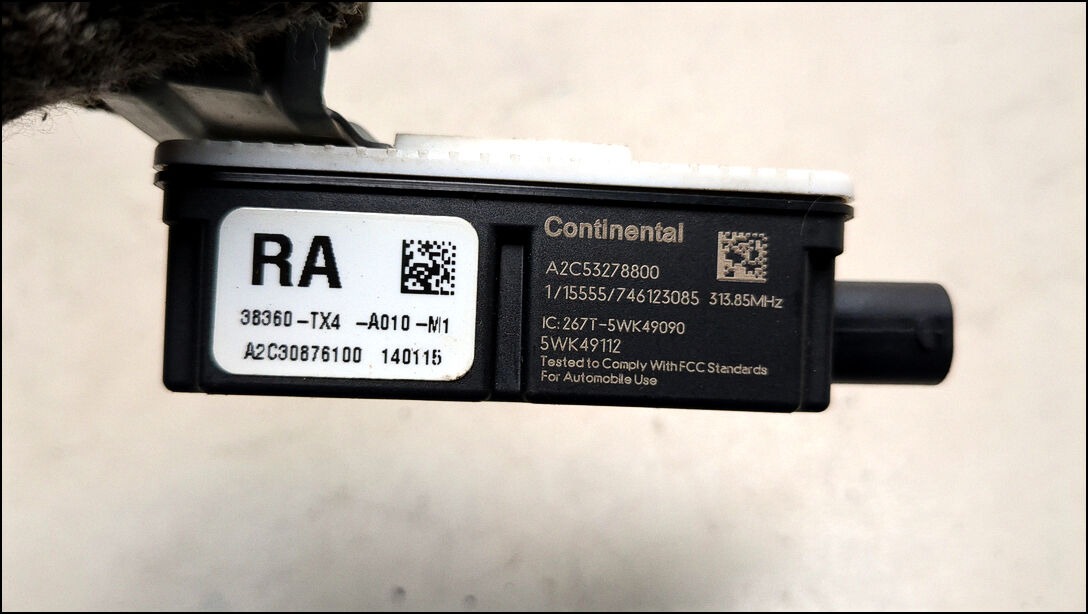 RA
38360-TX4 -A010-M1
A2C30876100 140115
Continental
A2C53278800
1/15555/746123085 313.85MHz
IC: 267T-5WK49090
5WK49112
Tested to Comply With FCC Standards
For Automobile Use